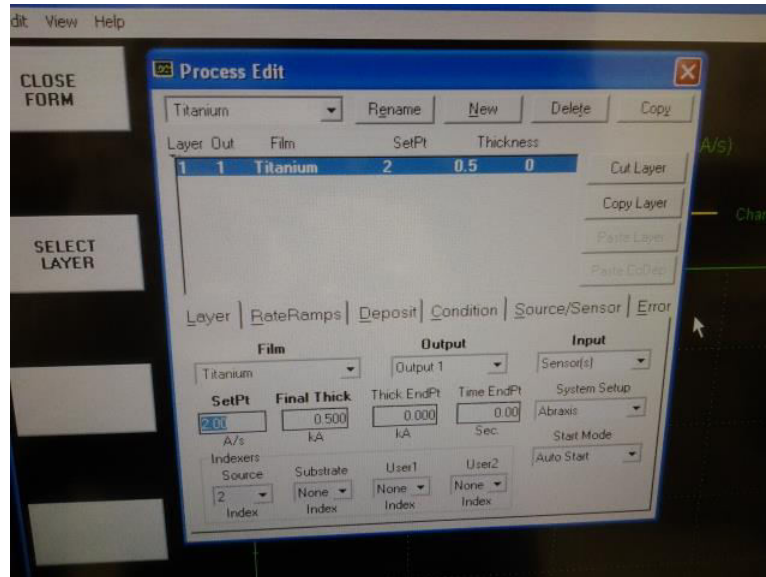 dit View Help
CLOSE
FORM
Process Edit
Titanium Rename New Delete Copy
Layer Out Film SetPt Thickness
A/s)
1 1 Titanium 2 0.5 0
Cut Layer
Copy Layer
Char
SELECT
LAYER
Paste Layer
Layer RateRamps Deposit Condition Source/Sensor Error
Film Output Input
Titanium Output 1 Sensor(s)
SetPt Final Thick Thick EndPt Time EndPt System Setup
2.00 0.500 0.000 0.00 Abraxis
A/s kA kA Sec. Start Mode
Indexers
Source Substrate User1 User2 Auto Start
2 None None None
Index Index Index Index